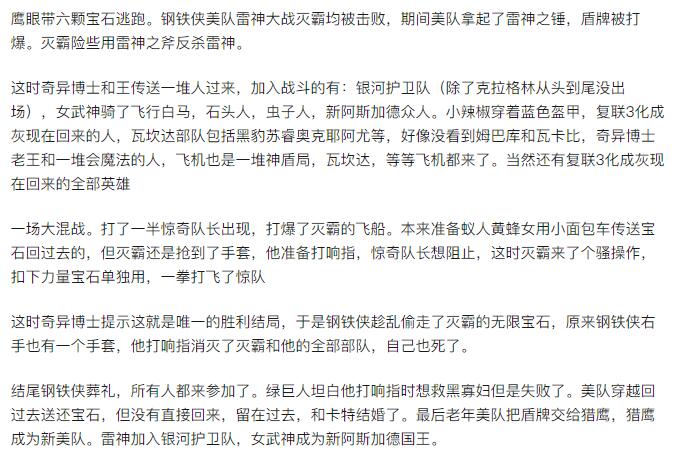 鹰眼带六颗宝石逃跑。钢铁侠美队雷神大战灭霸均被击败，期间美队拿起了雷神之锤，盾牌被打
爆。灭霸险些用雷神之斧反杀雷神。
这时奇异博士和王传送一堆人过来，加入战斗的有：银河护卫队（除了克拉格林从头到尾没出
场），女武神骑了飞行白马，石头人，虫子人，新阿斯加德众人。小辣椒穿着蓝色盔甲，复联3化成
灰现在回来的人，瓦坎达部队包括黑豹苏睿奥克耶阿尤等，好像没看到姆巴库和瓦卡比，奇异博士
老王和一堆会魔法的人，飞机也是一堆神盾局，瓦坎达，等等飞机都来了。当然还有复联3化成灰现
在回来的全部英雄
一场大混战。打了一半惊奇队长出现，打爆了灭霸的飞船。本来准备蚁人黄蜂女用小面包车传送宝
石回过去的，但灭霸还是抢到了手套，他准备打响指，惊奇队长想阻止，这时灭霸来了个骚操作，
扣下力量宝石单独用，一拳打飞了惊队
这时奇异博士提示这就是唯一的胜利结局，于是钢铁侠趁乱偷走了灭霸的无限宝石，原来钢铁侠右
手也有一个手套，他打响指消灭了灭霸和他的全部部队，自己也死了。
结尾钢铁侠葬礼，所有人都来参加了。绿巨人坦白他打响指时想救黑寡妇但是失败了。美队穿越回
过去送还宝石，但没有直接回来，留在过去，和卡特结婚了。最后老年美队把盾牌交给猎鹰，猎鹰
成为新美队。雷神加入银河护卫队，女武神成为新阿斯加德国王。